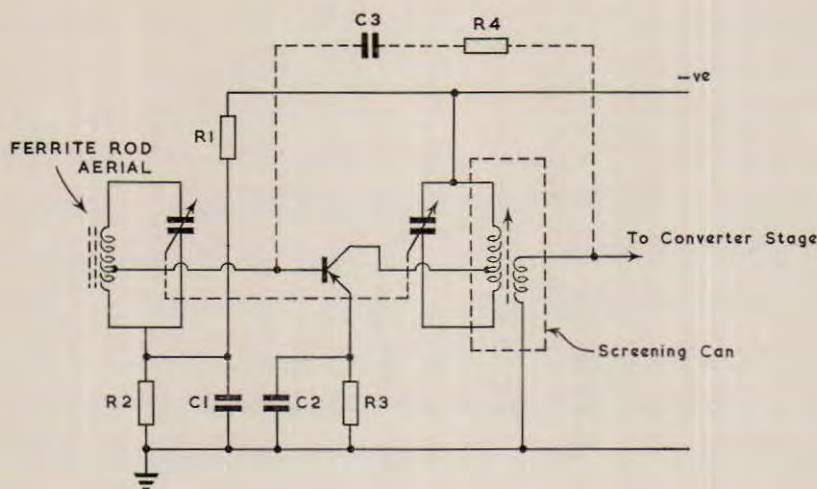 C3
R4
-ve
R1
FERRITE ROD
AERIAL
To Converter Stage
Screening Can
R2
C1
C2
R3